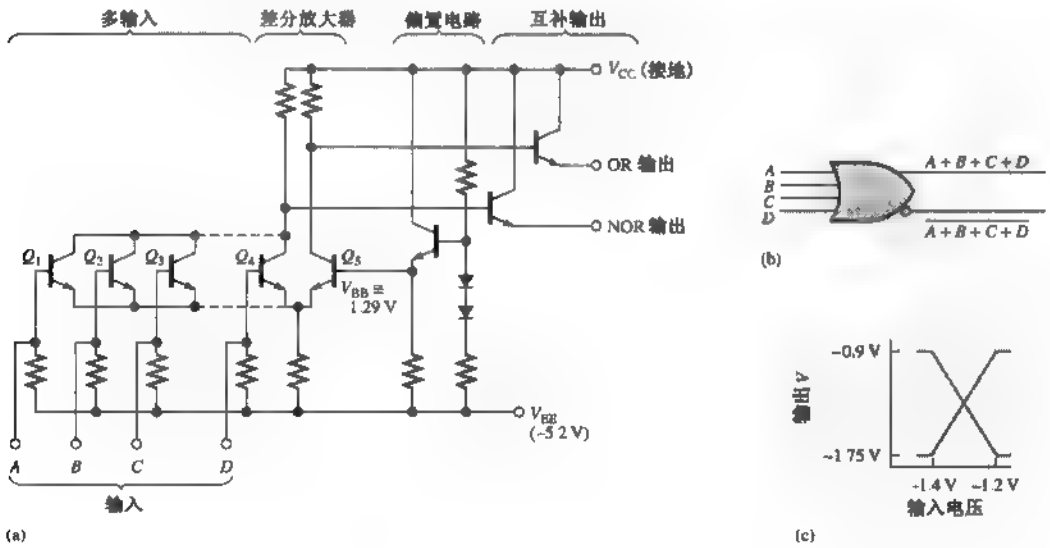 多输入 差分放大器 偏置电路 互补输出
V_CC (接地)
OR 输出
NOR 输出
Q₁ Q₂ Q₃ Q₄ Q₅
V_BB ≅
1.29 V
V_EE
(-5.2 V)
A B C D
输入
(a)
A
B
C
D
A + B + C + D
A + B + C + D
(b)
输出 V
-0.9 V
-1.75 V
-1.4 V -1.2 V
输入电压
(c)